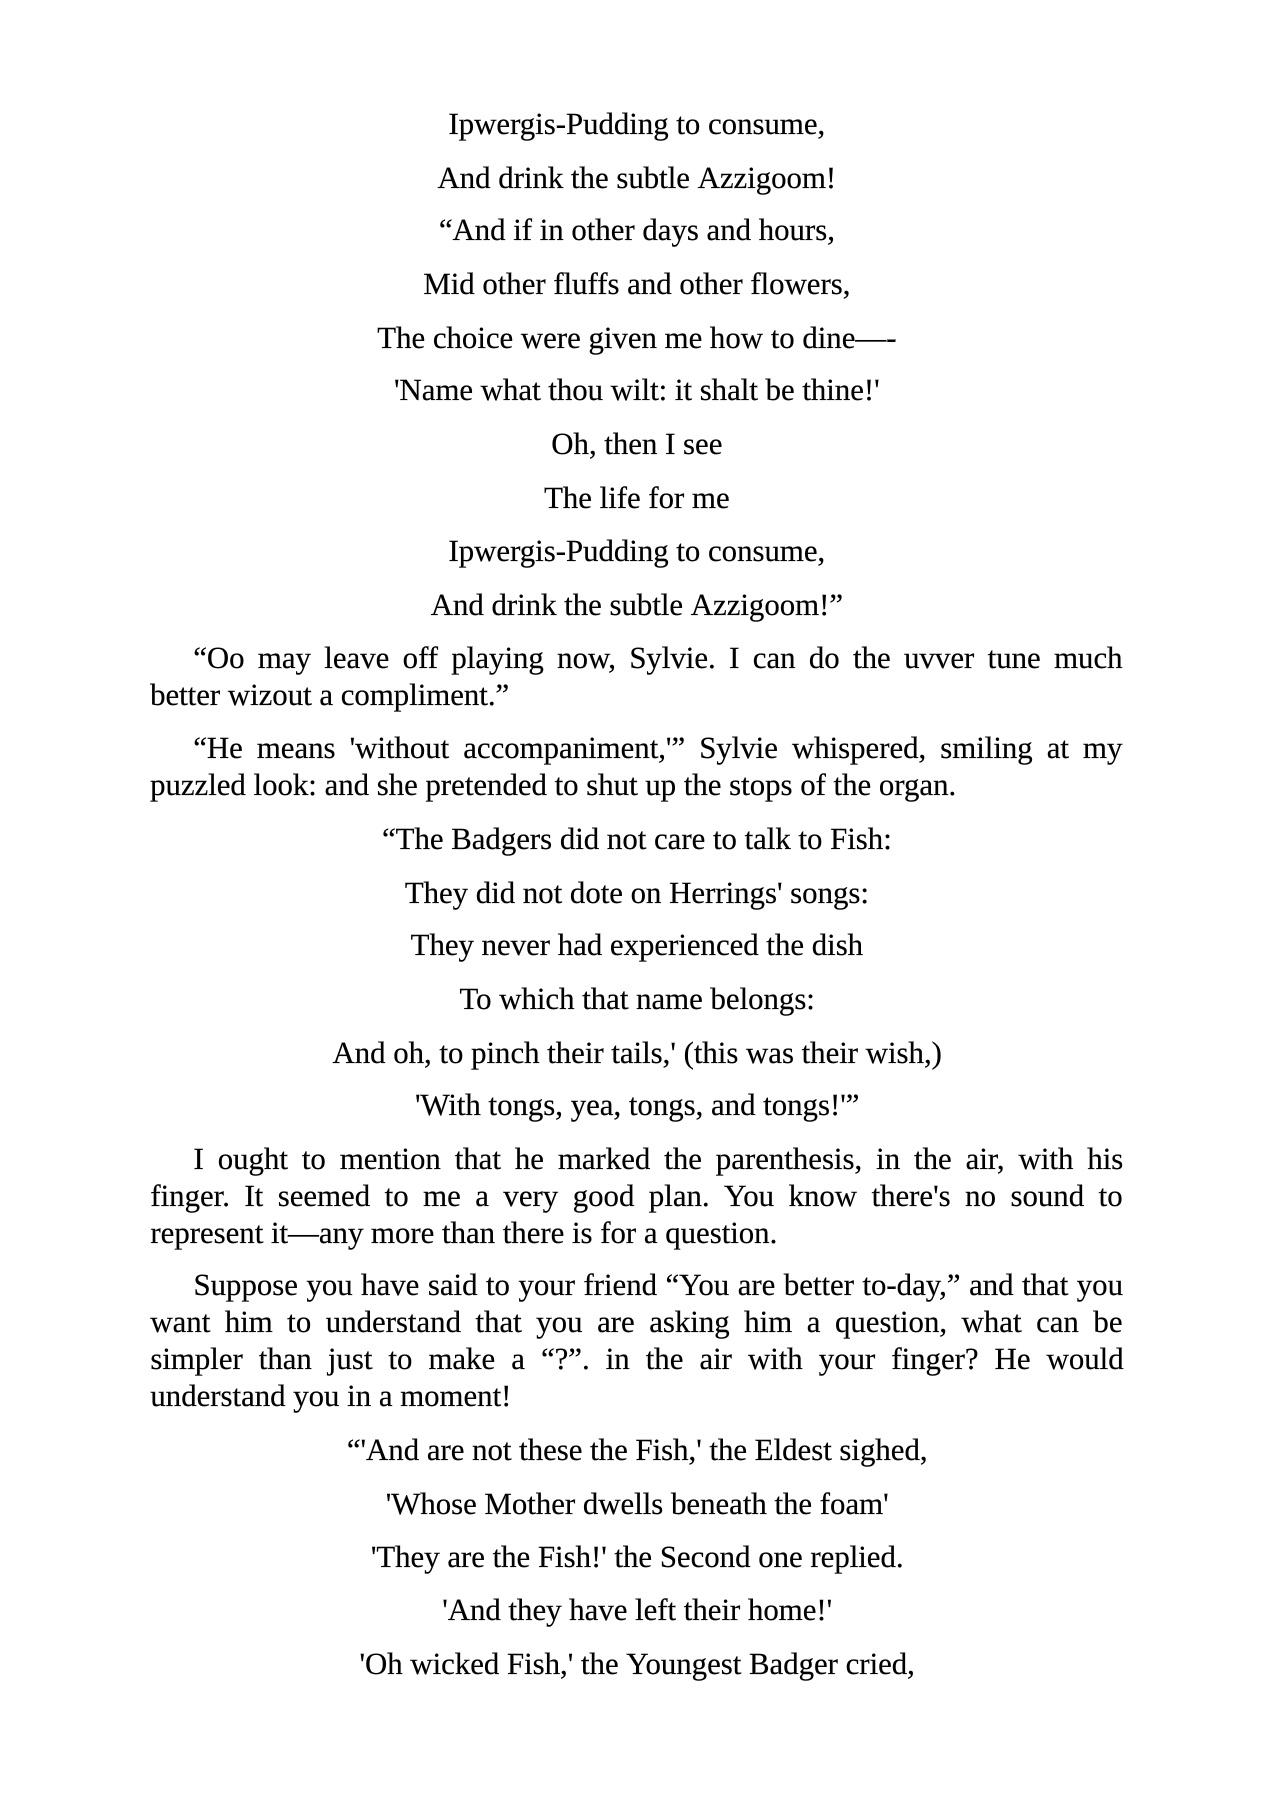 Ipwergis-Pudding to consume,
And drink the subtle Azzigoom!
“And if in other days and hours,
Mid other fluffs and other flowers,
The choice were given me how to dine—-
'Name what thou wilt: it shalt be thine!'
Oh, then I see
The life for me
Ipwergis-Pudding to consume,
And drink the subtle Azzigoom!”
“Oo may leave off playing now, Sylvie. I can do the uvver tune much
better wizout a compliment.”
“He means 'without accompaniment,'” Sylvie whispered, smiling at my
puzzled look: and she pretended to shut up the stops of the organ.
“The Badgers did not care to talk to Fish:
They did not dote on Herrings' songs:
They never had experienced the dish
To which that name belongs:
And oh, to pinch their tails,' (this was their wish,)
'With tongs, yea, tongs, and tongs!'”
I ought to mention that he marked the parenthesis, in the air, with his
finger. It seemed to me a very good plan. You know there's no sound to
represent it—any more than there is for a question.
Suppose you have said to your friend “You are better to-day,” and that you
want him to understand that you are asking him a question, what can be
simpler than just to make a “?”. in the air with your finger? He would
understand you in a moment!
“'And are not these the Fish,' the Eldest sighed,
'Whose Mother dwells beneath the foam'
'They are the Fish!' the Second one replied.
'And they have left their home!'
'Oh wicked Fish,' the Youngest Badger cried,